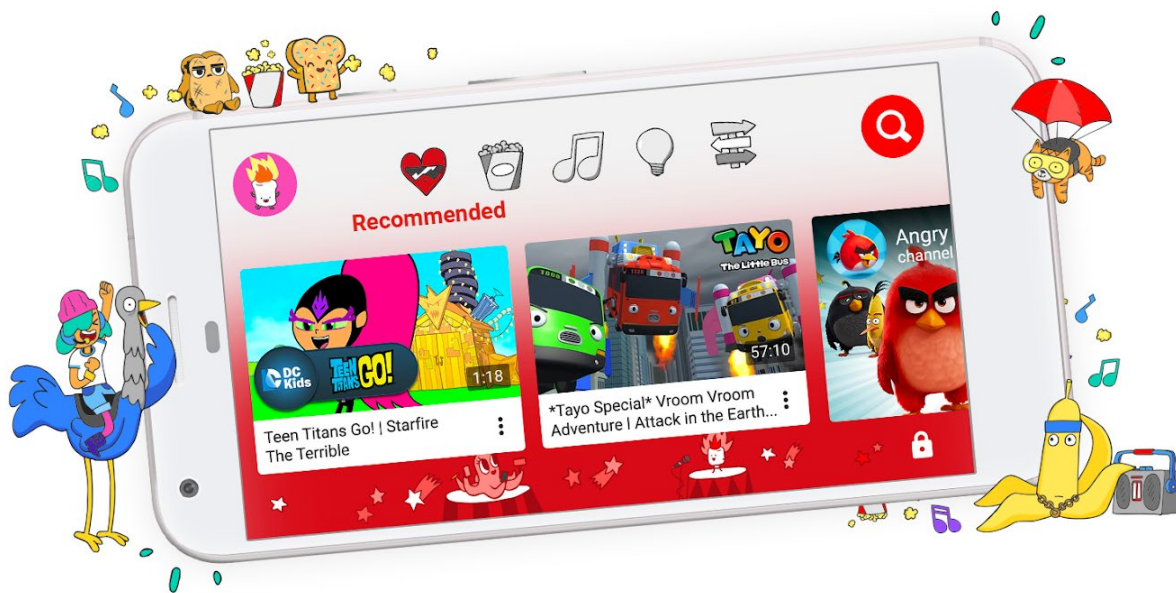 Recommended
DC
Kids
TEEN
TITANS GO!
1:18
Teen Titans Go! | Starfire
The Terrible
TAYO
The Little Bus
57:10
*Tayo Special* Vroom Vroom
Adventure l Attack in the Earth...
Angry
channel